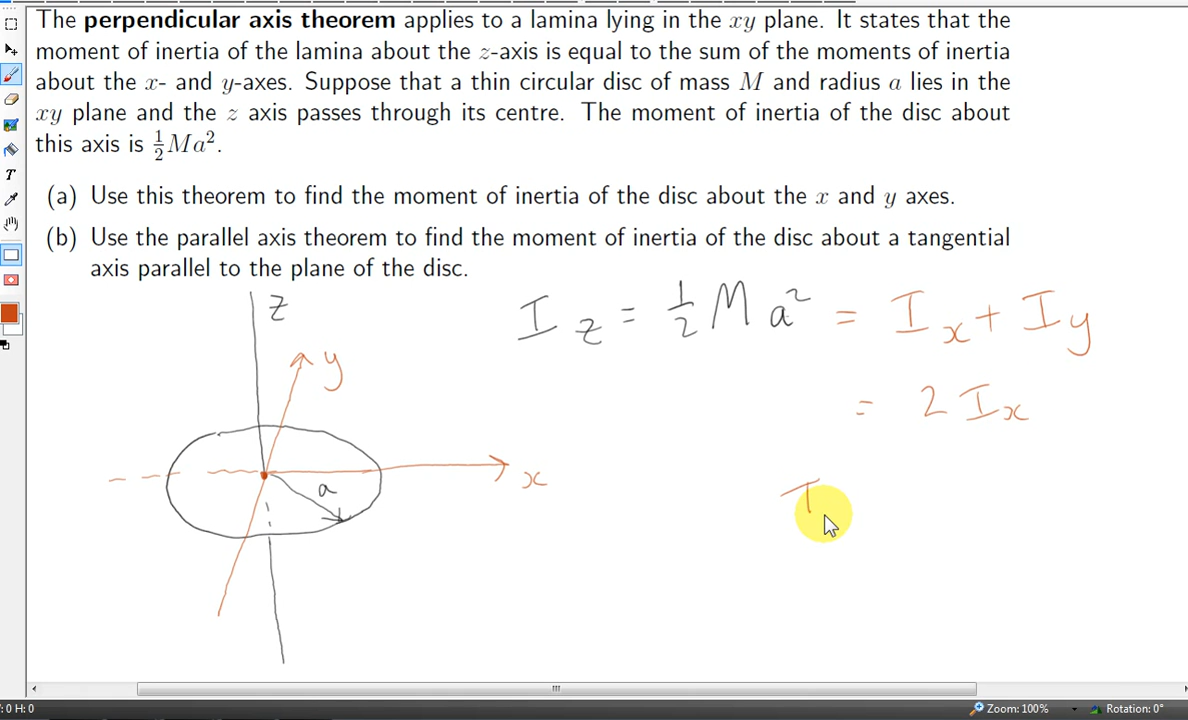 The perpendicular axis theorem applies to a lamina lying in the xy plane. It states that the
moment of inertia of the lamina about the z-axis is equal to the sum of the moments of inertia
about the x- and y-axes. Suppose that a thin circular disc of mass M and radius a lies in the
xy plane and the z axis passes through its centre. The moment of inertia of the disc about
this axis is ½Ma².
(a) Use this theorem to find the moment of inertia of the disc about the x and y axes.
(b) Use the parallel axis theorem to find the moment of inertia of the disc about a tangential
axis parallel to the plane of the disc.
z
I_z = ½ M a² = I_x + I_y
y
= 2 I_x
x
a
I
T
: 0 H: 0
Zoom: 100%
Rotation: 0°